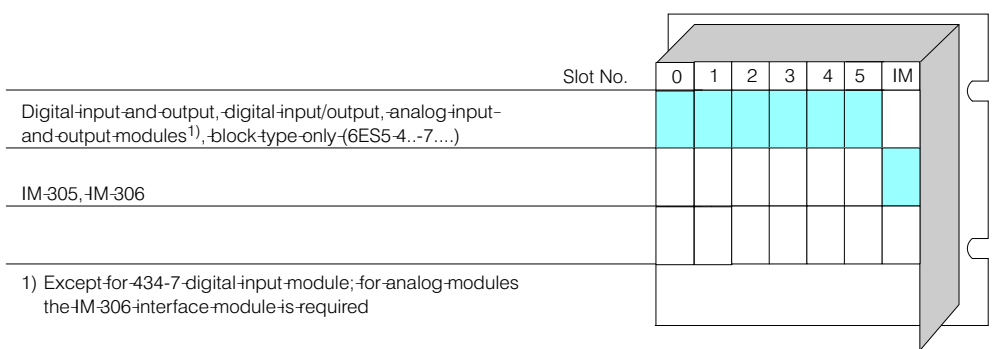 Slot No. 0 1 2 3 4 5 IM
Digital-input-and-output,-digital-input/output,-analog-input-
and-output-modules1),-block-type-only-(6ES5-4..-7....)
IM-305,-IM-306
1) Except-for-434-7-digital-input-module;-for-analog-modules
the-IM-306-interface-module-is-required